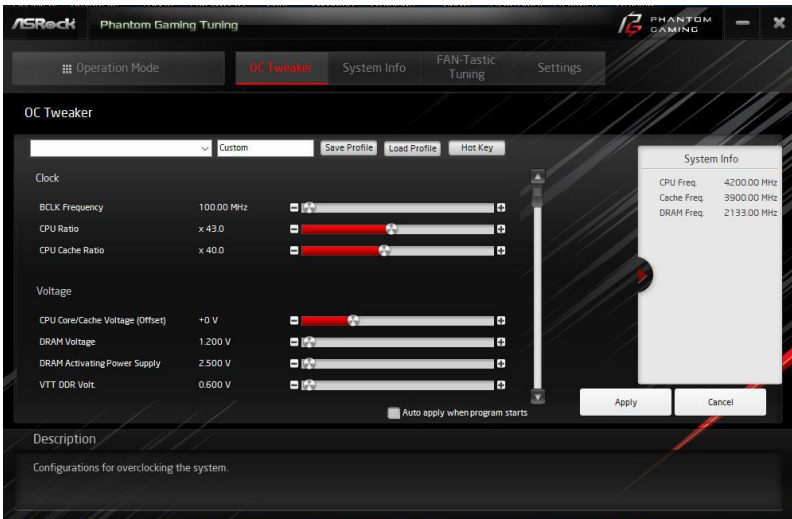 ASRock Phantom Gaming Tuning PHANTOM GAMING
Operation Mode OC Tweaker System Info FAN-Tastic Tuning Settings
OC Tweaker
Custom Save Profile Load Profile Hot Key
System Info
Clock
CPU Freq. 4200.00 MHz
Cache Freq. 3900.00 MHz
DRAM Freq. 2133.00 MHz
BCLK Frequency 100.00 MHz
CPU Ratio x 43.0
CPU Cache Ratio x 40.0
Voltage
CPU Core/Cache Voltage (Offset) +0 V
DRAM Voltage 1.200 V
DRAM Activating Power Supply 2.500 V
VTT DDR Volt. 0.600 V
Auto apply when program starts
Apply Cancel
Description
Configurations for overclocking the system.